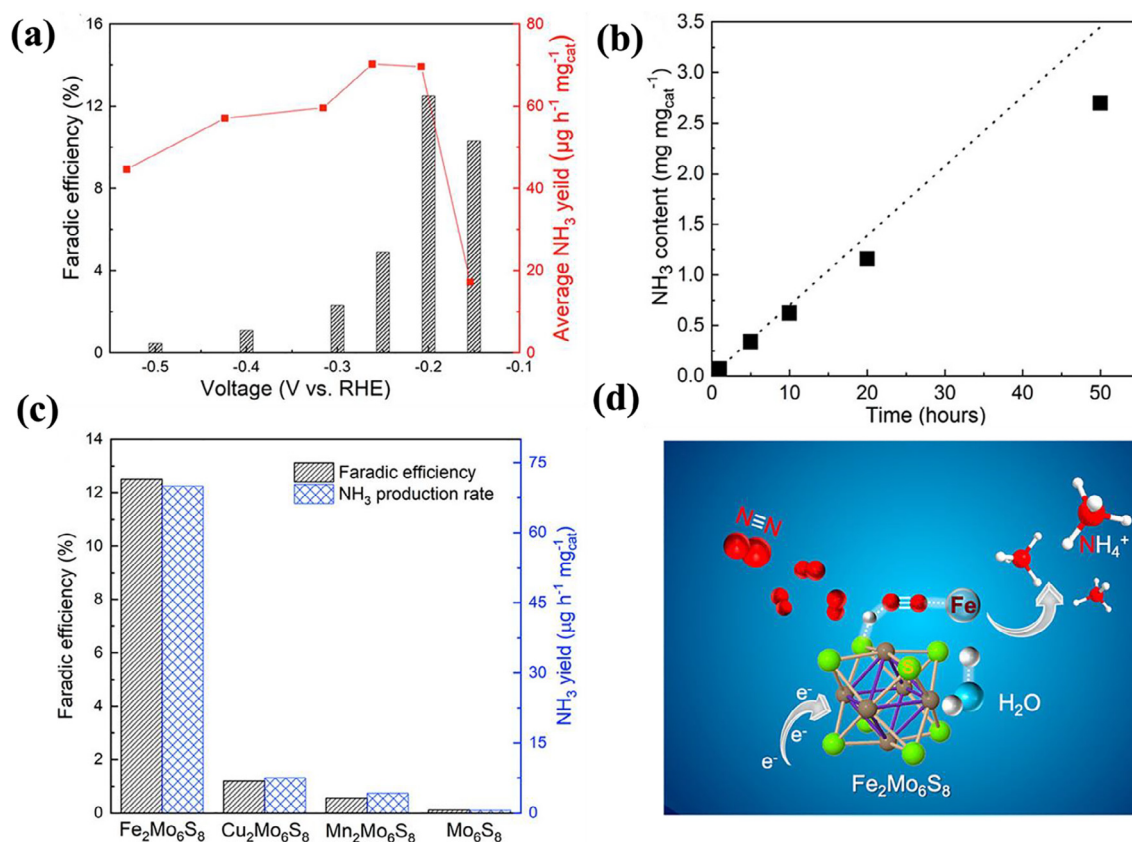 (a)
16
12
8
4
0
Faradic efficiency (%)
80
60
40
20
0
Average NH₃ yeild (µg h⁻¹ mg⁻¹cat)
-0.5 -0.4 -0.3 -0.2 -0.1
Voltage (V vs. RHE)
(b)
3.5
3.0
2.5
2.0
1.5
1.0
0.5
0.0
NH₃ content (mg mgcat⁻¹)
0 10 20 30 40 50
Time (hours)
(c)
14
12
10
8
6
4
2
0
Faradic efficiency (%)
Faradic efficiency
NH₃ production rate
75
60
45
30
15
0
NH₃ yield (µg h⁻¹ mg⁻¹cat)
Fe₂Mo₆S₈ Cu₂Mo₆S₈ Mn₂Mo₆S₈ Mo₆S₈
(d)
N≡N
NH₄⁺
Fe
S
e⁻
e⁻
e⁻
H₂O
Fe₂Mo₆S₈